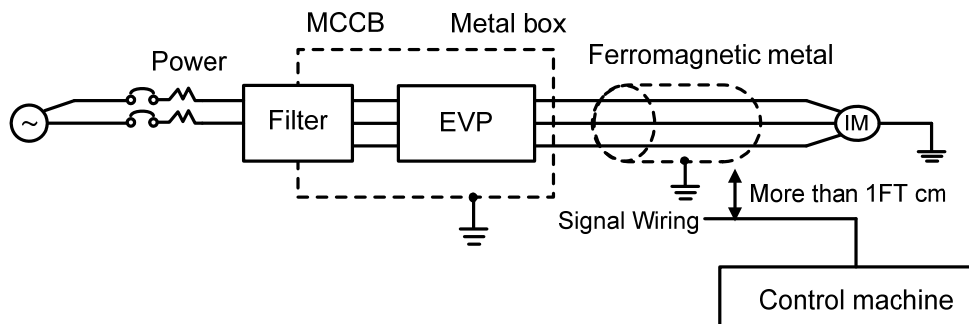 MCCB
Metal box
Ferromagnetic metal
Power
~
Filter
EVP
IM
More than 1FT cm
Signal Wiring
Control machine